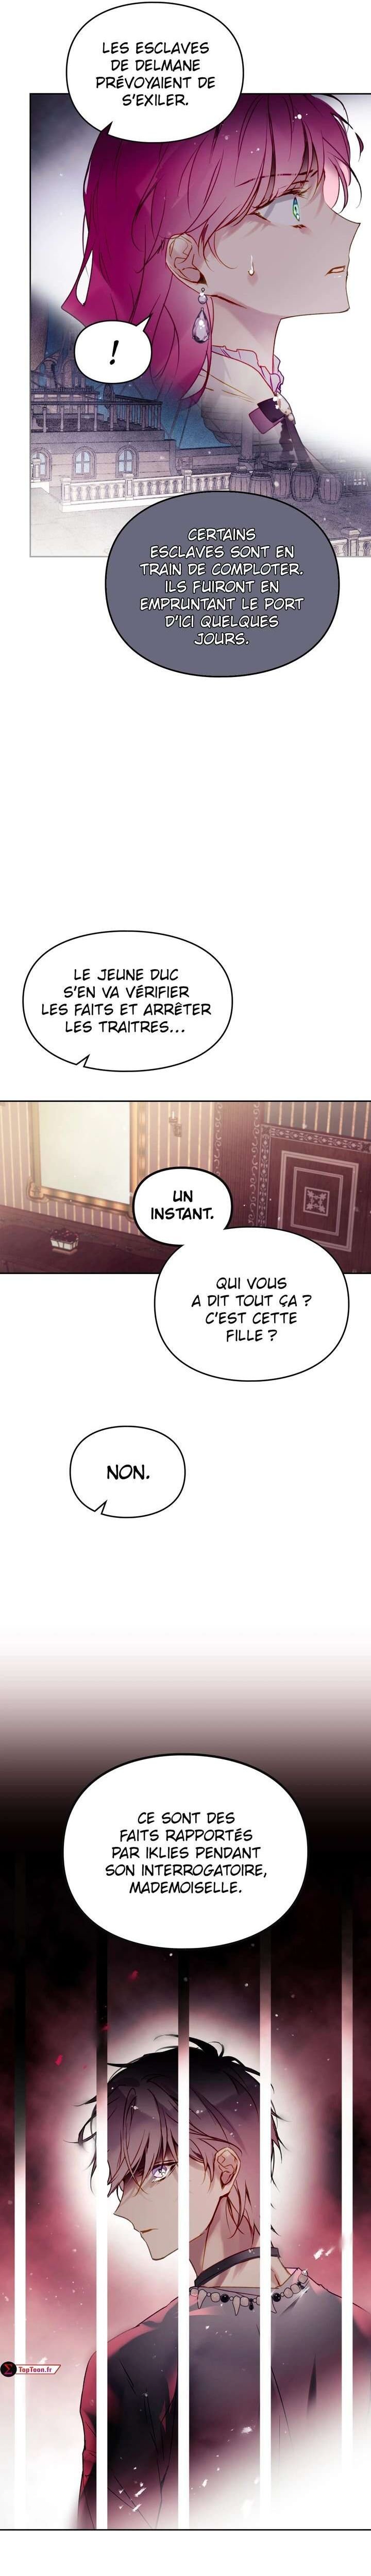 LES ESCLAVES
DE DELMANE
PRÉVOYAIENT DE
S'EXILER.
!
CERTAINS
ESCLAVES SONT EN
TRAIN DE COMPLOTER.
ILS FUIRONT EN
EMPRUNTANT LE PORT
D'ICI QUELQUES
JOURS.
LE JEUNE DUC
S'EN VA VÉRIFIER
LES FAITS ET ARRÊTER
LES TRAITRES...
UN
INSTANT.
QUI VOUS
A DIT TOUT ÇA ?
C'EST CETTE
FILLE ?
NON.
CE SONT DES
FAITS RAPPORTÉS
PAR IKLIES PENDANT
SON INTERROGATOIRE,
MADEMOISELLE.
TopToon.fr